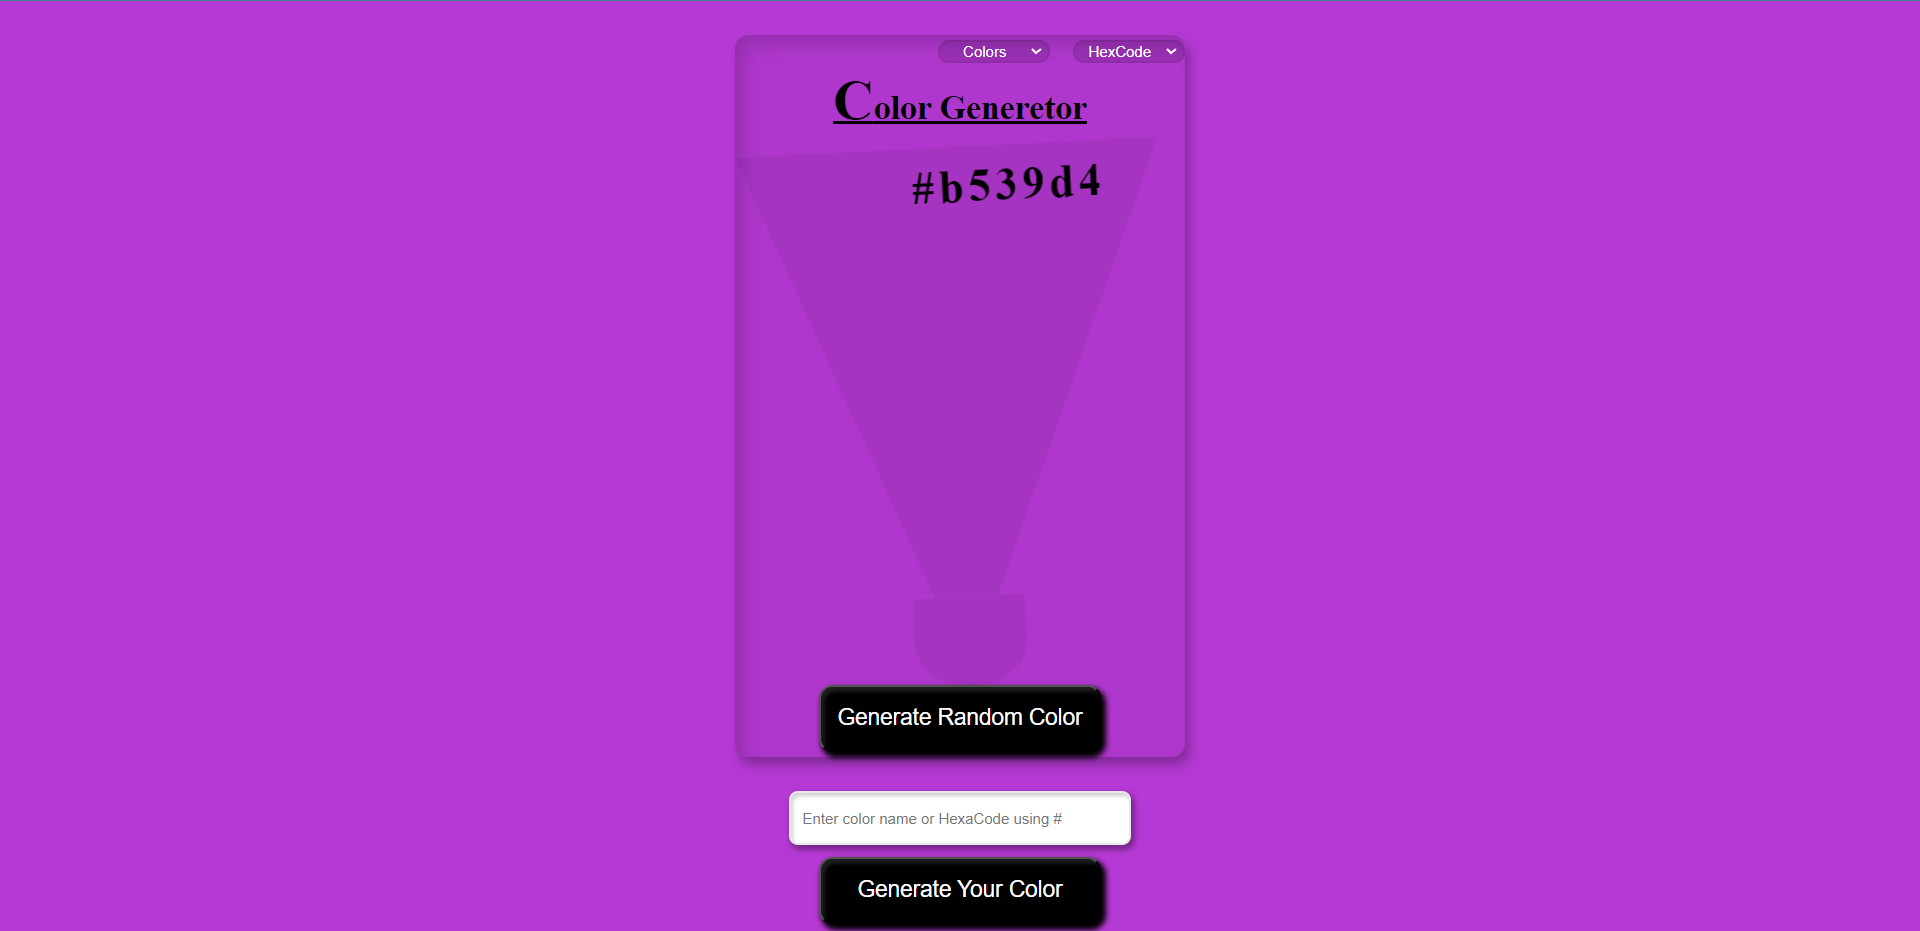 Colors HexCode
Color Generetor
#b539d4
Generate Random Color
Enter color name or HexaCode using #
Generate Your Color